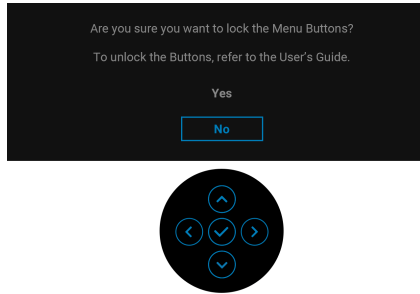 Are you sure you want to lock the Menu Buttons?
To unlock the Buttons, refer to the User's Guide.
Yes
No